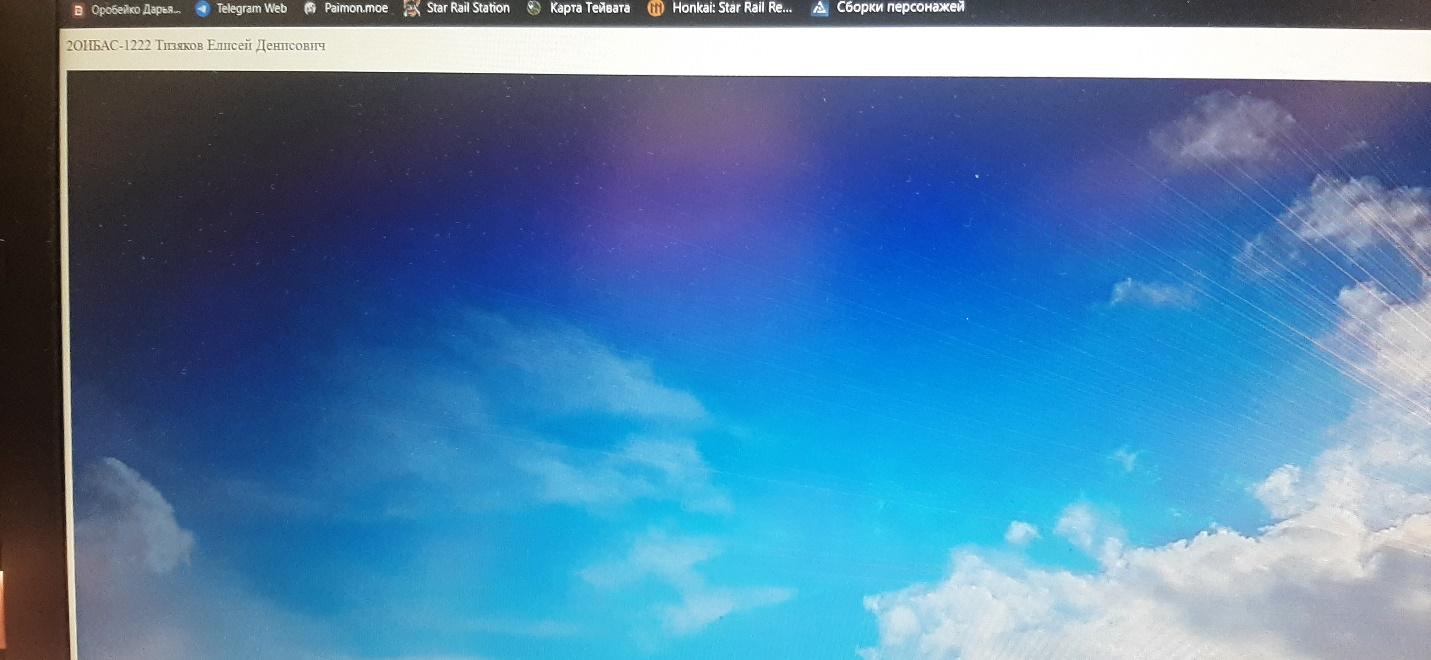 Оробейко Дарья... Telegram Web Paimon.moe Star Rail Station Карта Тейвата Honkai: Star Rail Re... Сборки персонажей
2ОИБАС-1222 Тизяков Елисей Денисович